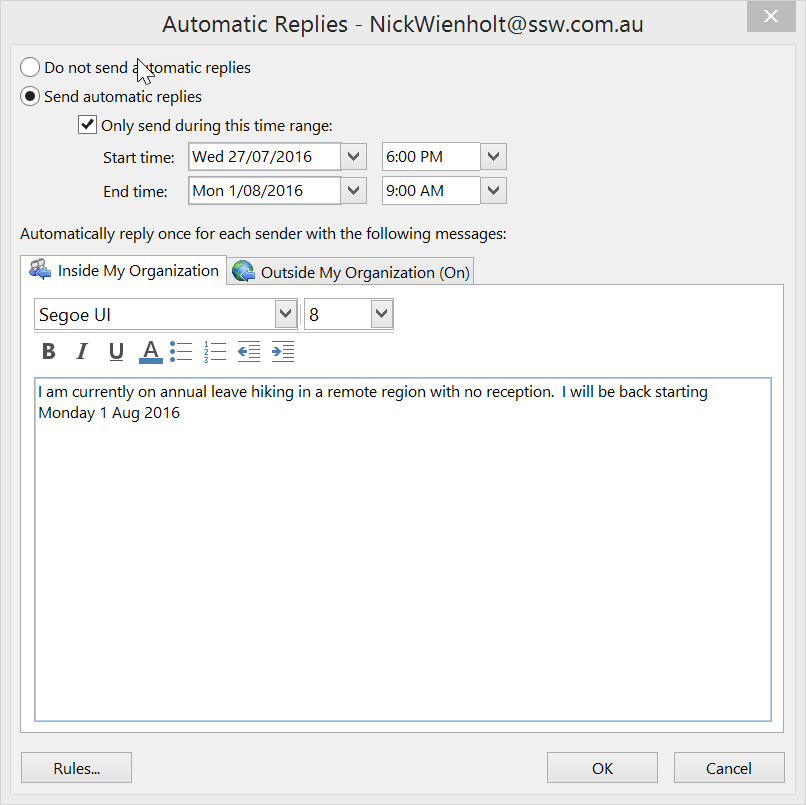 Automatic Replies - NickWienholt@ssw.com.au
Do not send automatic replies
Send automatic replies
Only send during this time range:
Start time: Wed 27/07/2016 6:00 PM
End time: Mon 1/08/2016 9:00 AM
Automatically reply once for each sender with the following messages:
Inside My Organization Outside My Organization (On)
Segoe UI 8
B I U A 1 2 3
I am currently on annual leave hiking in a remote region with no reception.  I will be back starting
Monday 1 Aug 2016
Rules... OK Cancel